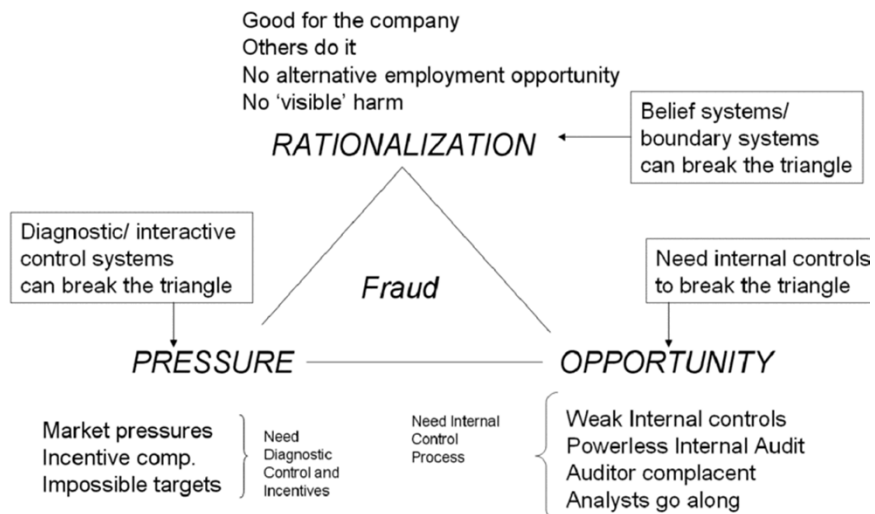 Good for the company
Others do it
No alternative employment opportunity
No 'visible' harm
RATIONALIZATION
Belief systems/
boundary systems
can break the triangle
Diagnostic/ interactive
control systems
can break the triangle
Fraud
Need internal controls
to break the triangle
PRESSURE
OPPORTUNITY
Market pressures
Incentive comp.
Impossible targets
Need
Diagnostic
Control and
Incentives
Need Internal
Control
Process
Weak Internal controls
Powerless Internal Audit
Auditor complacent
Analysts go along